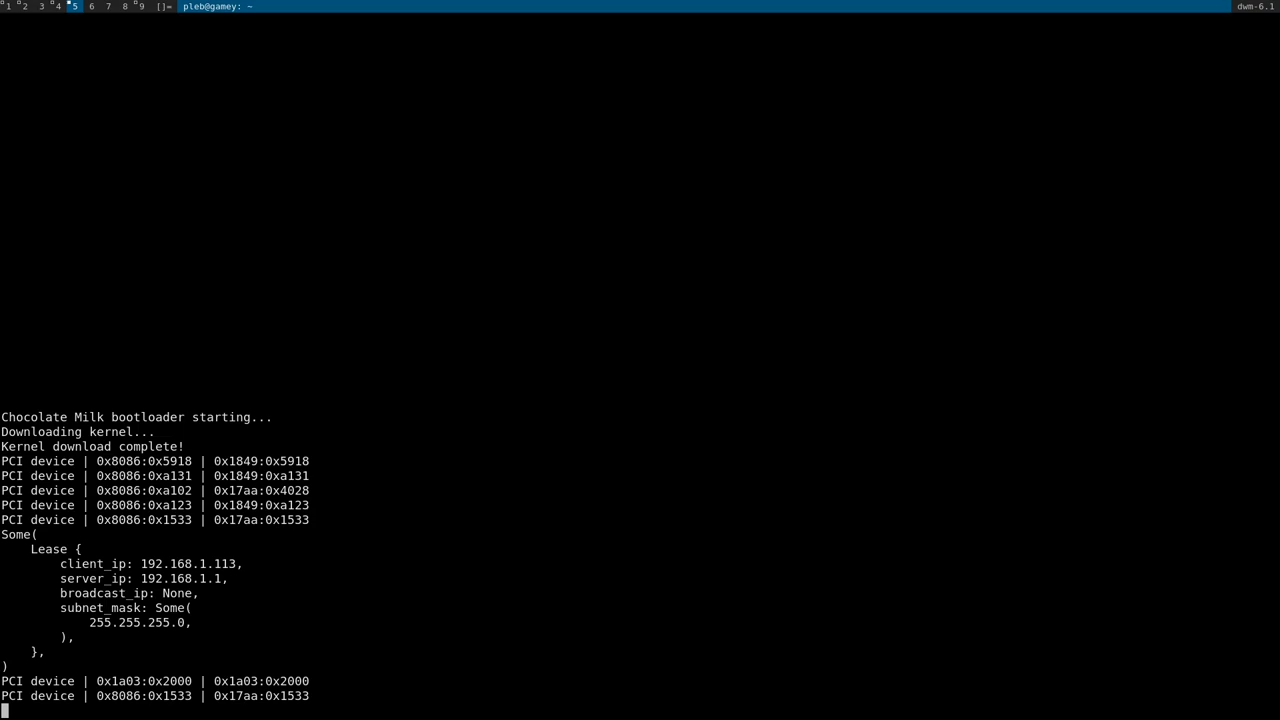 1 2 3 4 5 6 7 8 9 []= pleb@gamey: ~ dwm-6.1
Chocolate Milk bootloader starting...
Downloading kernel...
Kernel download complete!
PCI device | 0x8086:0x5918 | 0x1849:0x5918
PCI device | 0x8086:0xa131 | 0x1849:0xa131
PCI device | 0x8086:0xa102 | 0x17aa:0x4028
PCI device | 0x8086:0xa123 | 0x1849:0xa123
PCI device | 0x8086:0x1533 | 0x17aa:0x1533
Some(
    Lease {
        client_ip: 192.168.1.113,
        server_ip: 192.168.1.1,
        broadcast_ip: None,
        subnet_mask: Some(
            255.255.255.0,
        ),
    },
)
PCI device | 0x1a03:0x2000 | 0x1a03:0x2000
PCI device | 0x8086:0x1533 | 0x17aa:0x1533